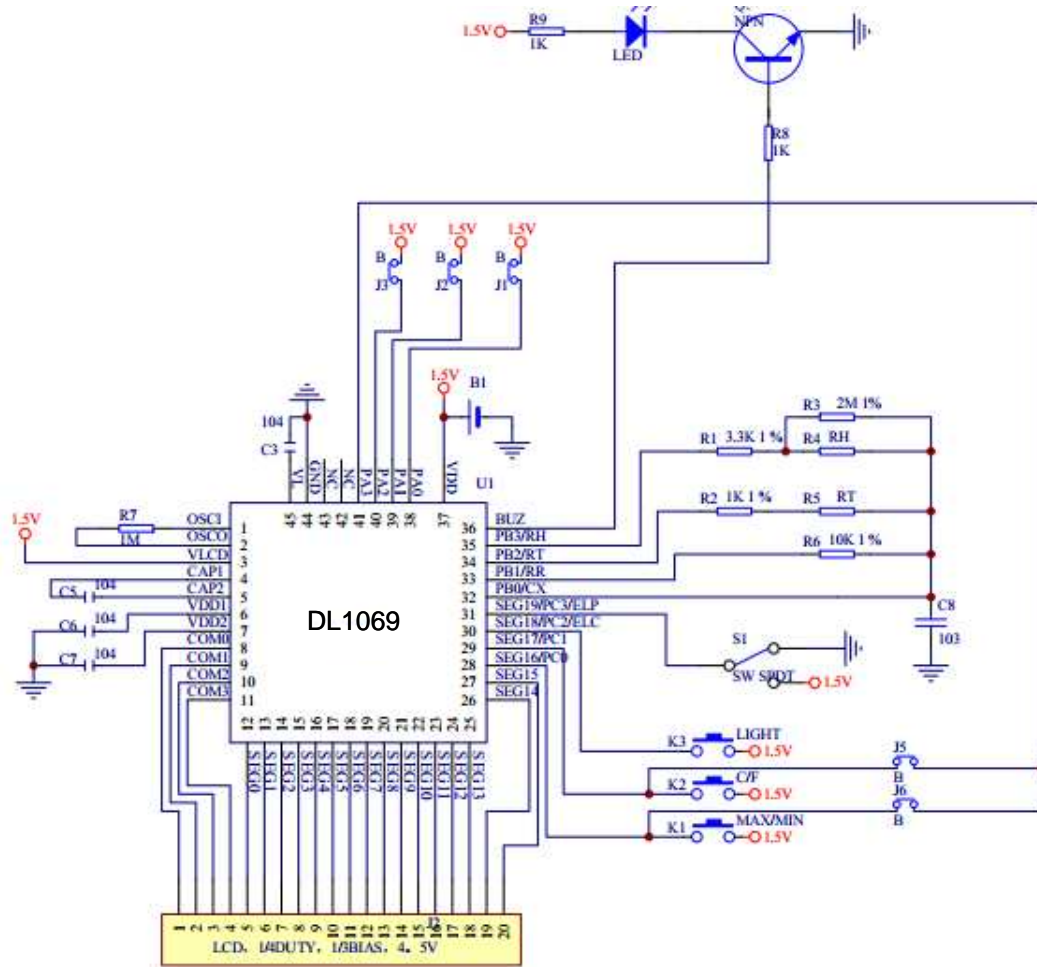 R9
1.5V
1K
NPN
LED
R8
1K
1.5V 1.5V 1.5V
B B B
J3 J2 J1
1.5V
B1
104
C3
VL
GND
NC
NC
PA3
PA2
PA1
PA0
VDD
U1
45 44 43 42 41 40 39 38 37
R3 2M 1%
R1 3.3K 1% R4 RH
R2 1K 1% R5 RT
R6 10K 1%
C8
103
1.5V
R7
1M
OSCI 1
OSCO 2
VLCD 3
CAP1 4
CAP2 5
VDD1 6
VDD2 7
COM0 8
COM1 9
COM2 10
COM3 11
C5 104
C6 104
C7 104
DL1069
36 BUZ
35 PB3/RH
34 PB2/RT
33 PB1/RR
32 PB0/CX
31 SEG19/PC3/ELP
30 SEG18/PC2/ELC
29 SEG17/PC1
28 SEG16/PC0
27 SEG15
26 SEG14
S1
SW SPDT
1.5V
12 13 14 15 16 17 18 19 20 21 22 23 24 25
SEG0
SEG1
SEG2
SEG3
SEG4
SEG5
SEG6
SEG7
SEG8
SEG9
SEG10
SEG11
SEG12
SEG13
K3 LIGHT
1.5V
K2 C/F
1.5V
K1 MAX/MIN
1.5V
J5
B
J6
B
1 2 3 4 5 6 7 8 9 10 11 12 13 14 15 16 17 18 19 20
LCD, 1/4DUTY, 1/3BIAS, 4. 5V